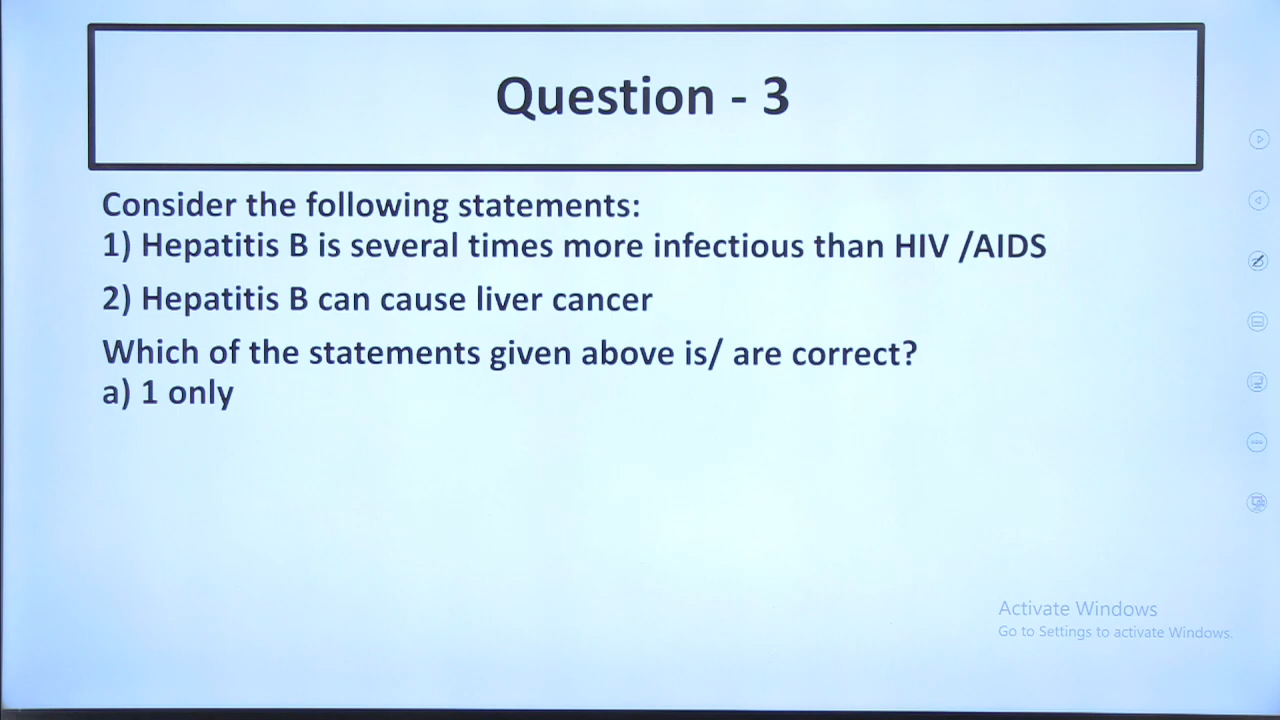 Question - 3
Consider the following statements:
1) Hepatitis B is several times more infectious than HIV /AIDS
2) Hepatitis B can cause liver cancer
Which of the statements given above is/ are correct?
a) 1 only
Activate Windows
Go to Settings to activate Windows.